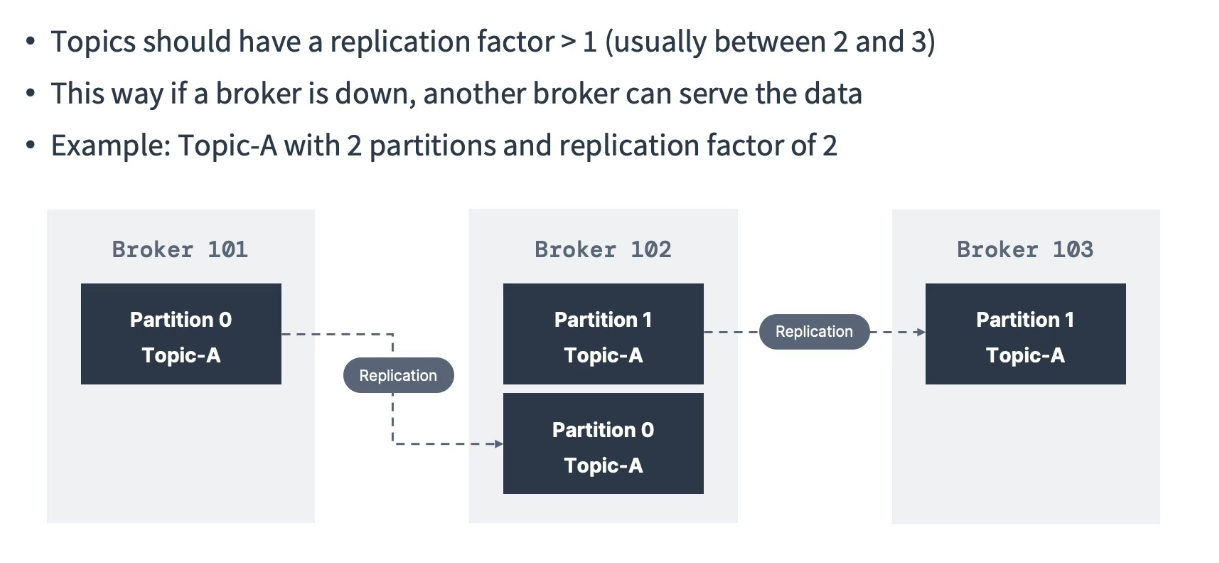 • Topics should have a replication factor > 1 (usually between 2 and 3)
• This way if a broker is down, another broker can serve the data
• Example: Topic-A with 2 partitions and replication factor of 2
Broker 101
Partition 0
Topic-A
Replication
Broker 102
Partition 1
Topic-A
Partition 0
Topic-A
Replication
Broker 103
Partition 1
Topic-A